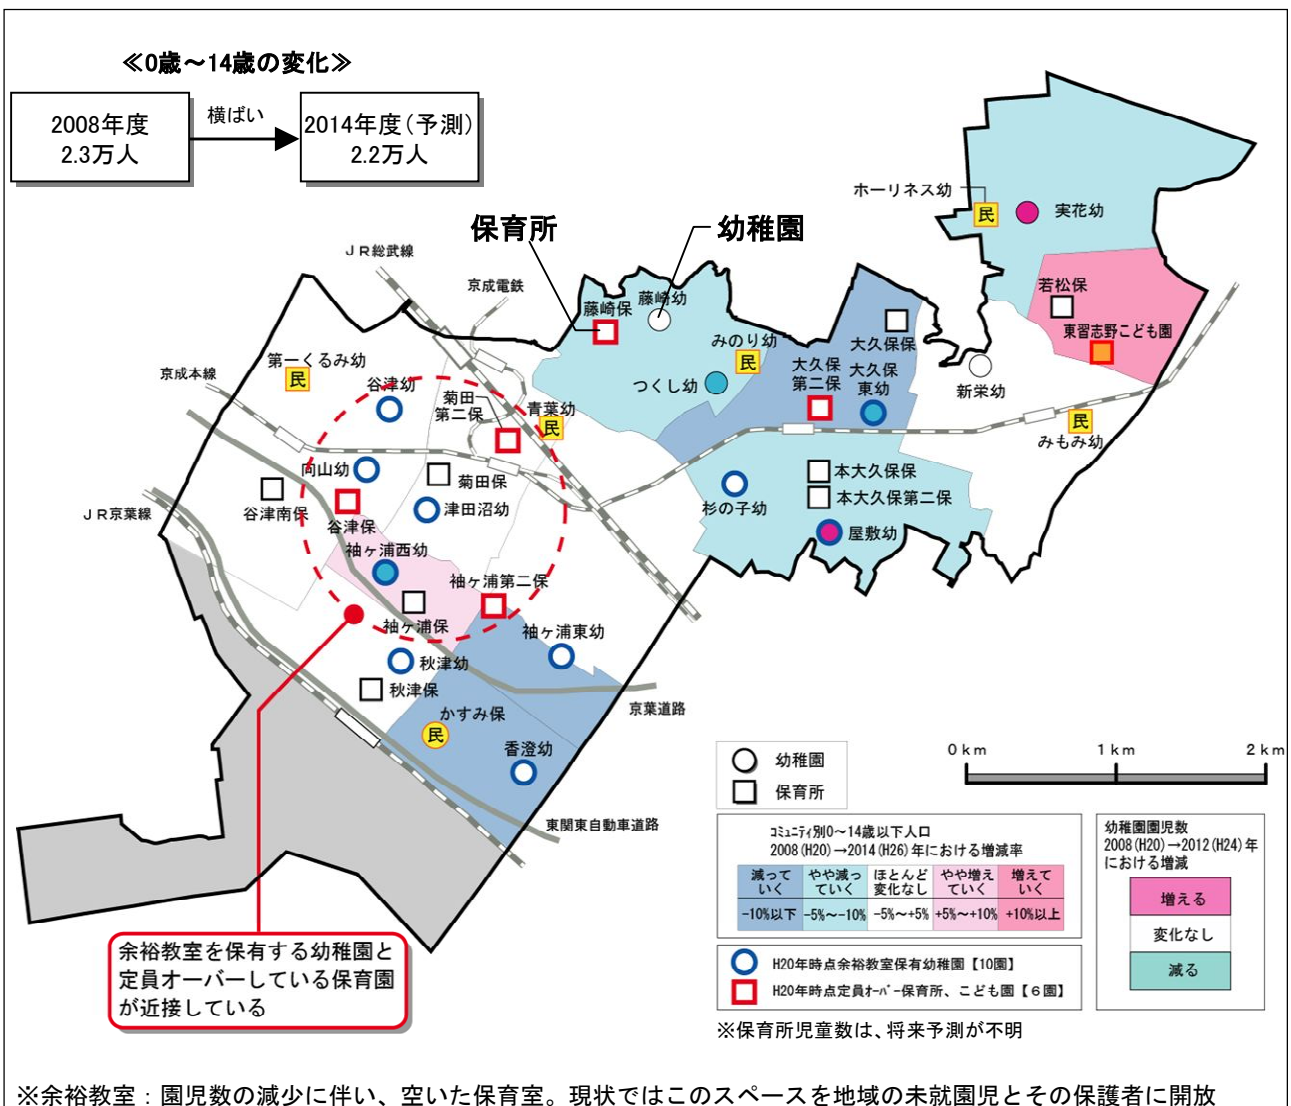 ≪0歳～14歳の変化≫
2008年度
2.3万人
横ばい
2014年度(予測)
2.2万人
保育所
幼稚園
ホーリネス幼
民
実花幼
若松保
東習志野こども園
JR総武線
京成電鉄
藤崎保
藤崎幼
みのり幼
民
つくし幼
大久保保
大久保
第二保
大久保
東幼
新栄幼
民
みもみ幼
第一くるみ幼
民
京成本線
谷津幼
菊田
第二保
青葉幼
民
向山幼
菊田保
谷津南保
谷津保
津田沼幼
JR京葉線
杉の子幼
本大久保保
本大久保第二保
屋敷幼
袖ヶ浦西幼
袖ヶ浦第二保
袖ヶ浦保
袖ヶ浦東幼
秋津幼
秋津保
京葉道路
かすみ保
民
香澄幼
東関東自動車道路
0km 1km 2km
幼稚園
保育所
ｺﾐｭﾆﾃｨ別0～14歳以下人口
2008(H20)→2014(H26)年における増減率
減って
いく
やや減っ
ていく
ほとんど
変化なし
やや増え
ていく
増えて
いく
-10%以下 -5%～-10% -5%～+5% +5%～+10% +10%以上
幼稚園園児数
2008(H20)→2012(H24)年
における増減
増える
変化なし
減る
H20年時点余裕教室保有幼稚園【10園】
H20年時点定員ｵｰﾊﾞｰ保育所、こども園【6園】
※保育所児童数は、将来予測が不明
余裕教室を保有する幼稚園と
定員オーバーしている保育園
が近接している
※余裕教室：園児数の減少に伴い、空いた保育室。現状ではこのスペースを地域の未就園児とその保護者に開放